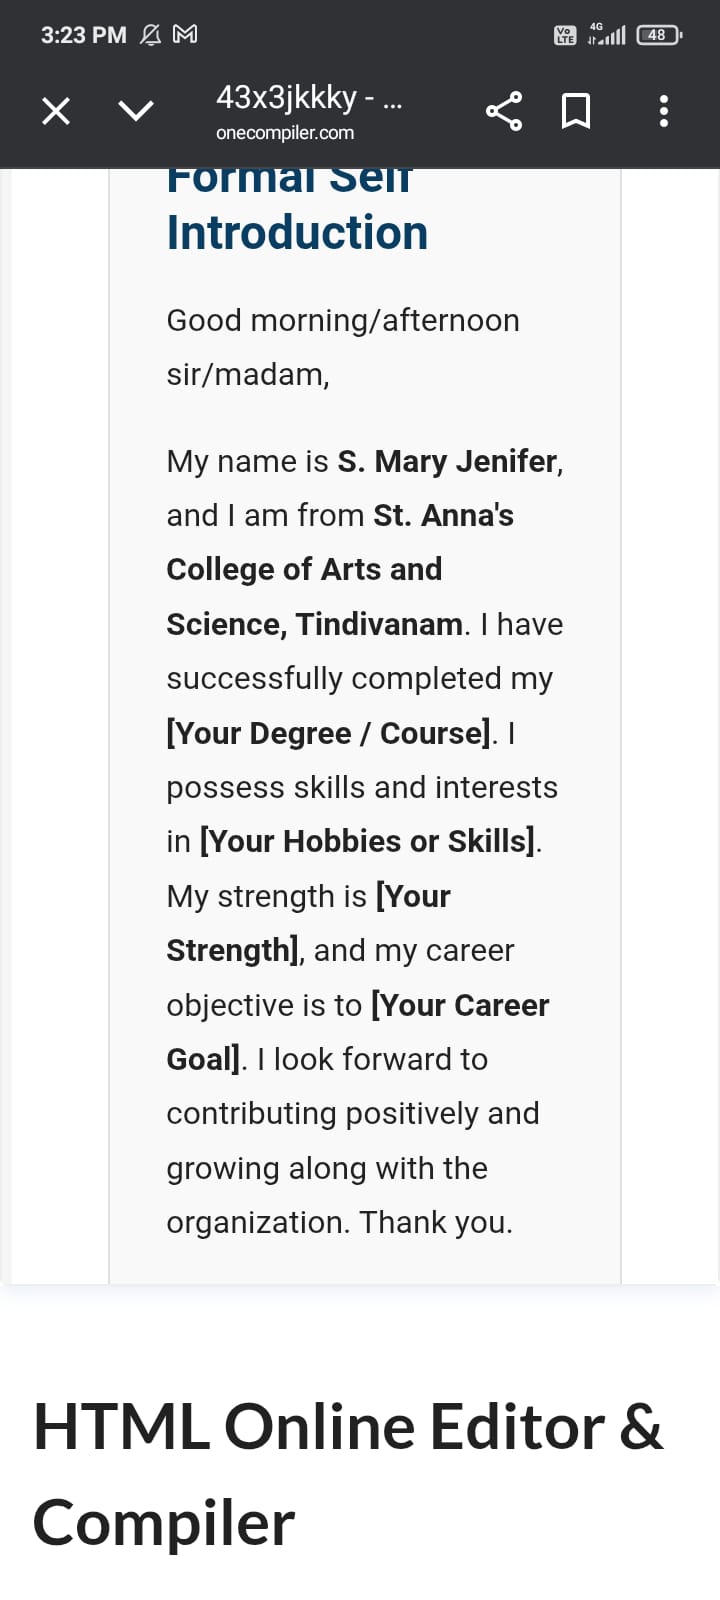 3:23 PM
Vo LTE 4G 48
43x3jkkky - ...
onecompiler.com
Formal Self
Introduction
Good morning/afternoon
sir/madam,
My name is S. Mary Jenifer,
and I am from St. Anna's
College of Arts and
Science, Tindivanam. I have
successfully completed my
[Your Degree / Course]. I
possess skills and interests
in [Your Hobbies or Skills].
My strength is [Your
Strength], and my career
objective is to [Your Career
Goal]. I look forward to
contributing positively and
growing along with the
organization. Thank you.
HTML Online Editor &
Compiler